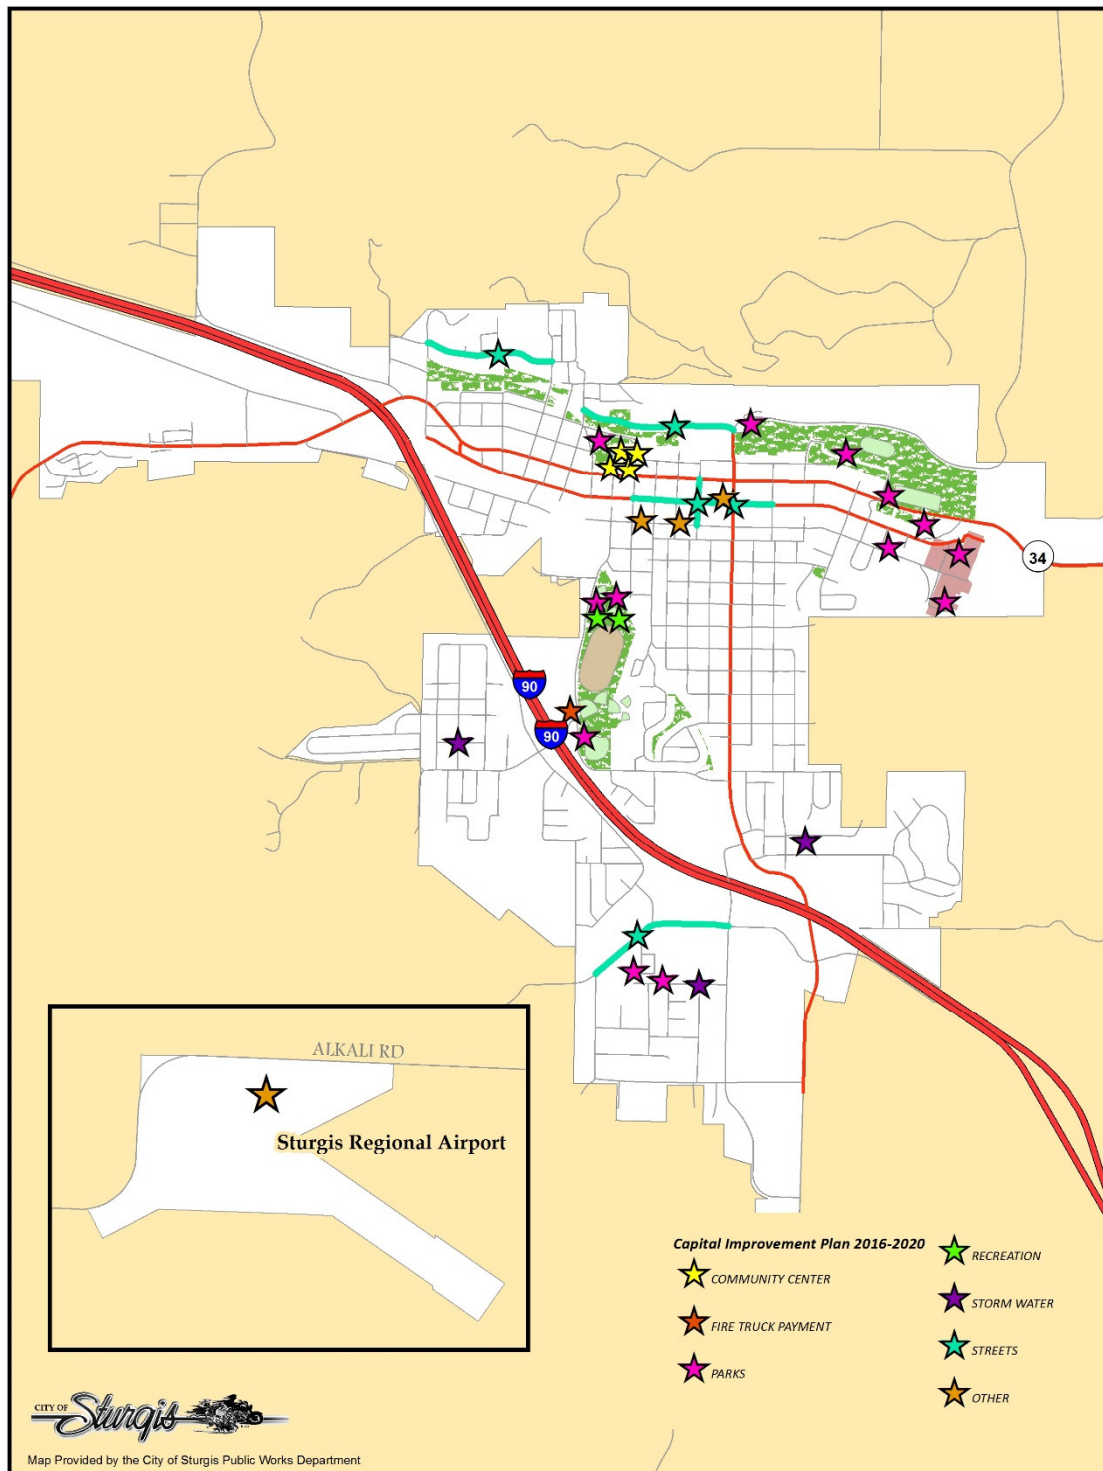 34
90
90
ALKALI RD
Sturgis Regional Airport
Capital Improvement Plan 2016-2020
COMMUNITY CENTER
FIRE TRUCK PAYMENT
PARKS
RECREATION
STORM WATER
STREETS
OTHER
CITY OF
Sturgis
Map Provided by the City of Sturgis Public Works Department